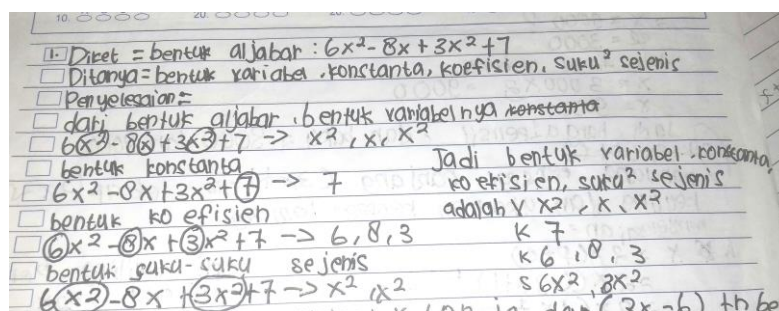 10.
20.
1. Diket = bentuk aljabar : 6x² - 8x + 3x² + 7
Ditanya = bentuk variabel, konstanta, koefisien, suku² sejenis
Penyelesaian =
dari bentuk aljabar, bentuk variabelnya konstanta
6x² - 8x + 3x² + 7 -> x², x, x²
bentuk konstanta
6x² - 8x + 3x² + 7 -> 7
bentuk koefisien
6x² - 8x + 3x² + 7 -> 6, 8, 3
bentuk suku-suku sejenis
6x² - 8x + 3x² + 7 -> x², x²
Jadi bentuk variabel, konstanta,
koefisien, suku² sejenis
adalah V x2, x, x²
K 7
K 6, 8, 3
S 6x², 3x²